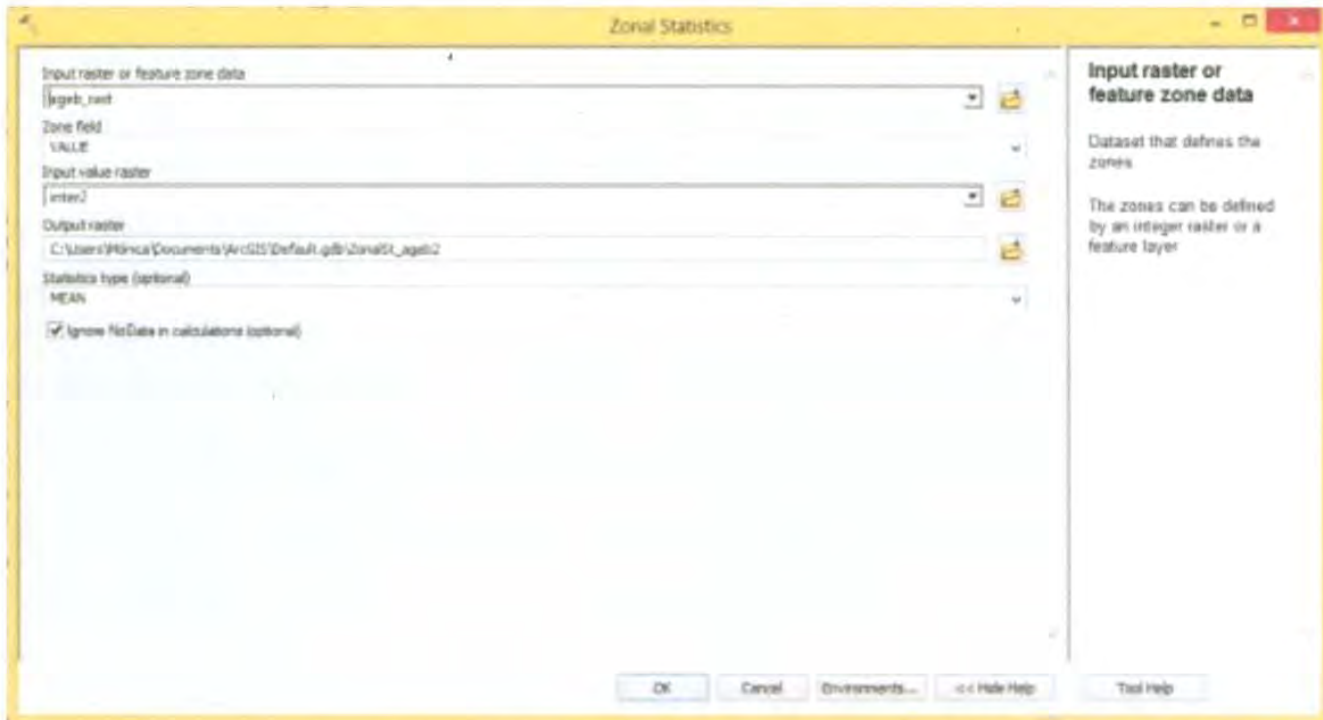 Zonal Statistics
Input raster or feature zone data
ageb_rast
Zone field
VALUE
Input value raster
inter2
Output raster
C:\Users\Mónica\Documents\ArcGIS\Default.gdb\ZonalSt_ageb2
Statistics type (optional)
MEAN
Ignore NoData in calculations (optional)
OK
Cancel
Environments...
<< Hide Help
Input raster or
feature zone data
Dataset that defines the
zones
The zones can be defined
by an integer raster or a
feature layer
Tool Help